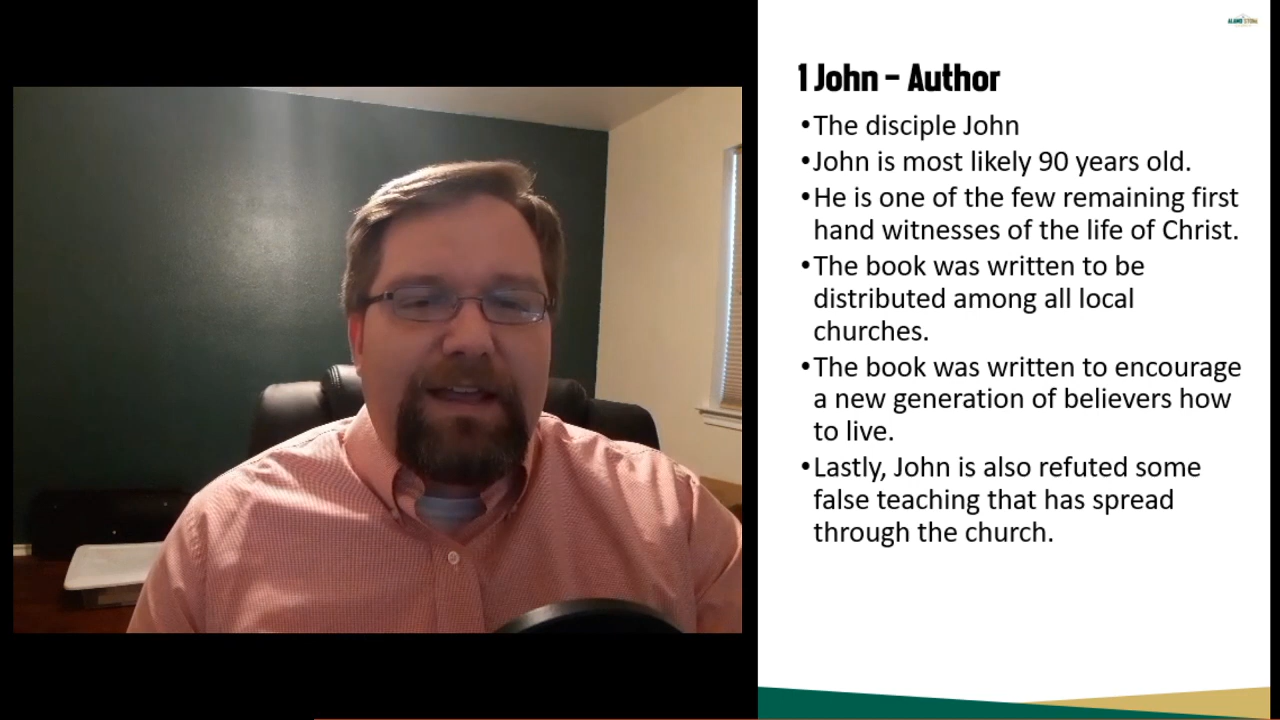 ALAMO
1 John – Author
•The disciple John
•John is most likely 90 years old.
•He is one of the few remaining first
hand witnesses of the life of Christ.
•The book was written to be
distributed among all local
churches.
•The book was written to encourage
a new generation of believers how
to live.
•Lastly, John is also refuted some
false teaching that has spread
through the church.